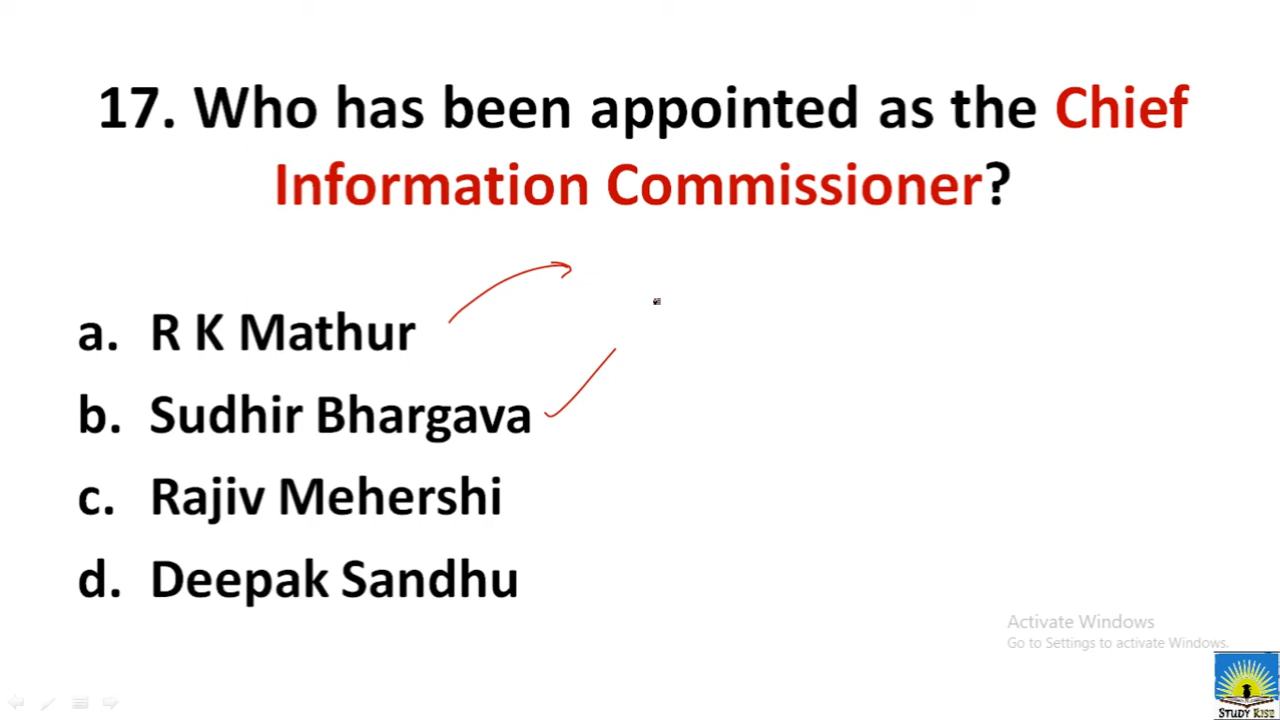 17. Who has been appointed as the Chief
Information Commissioner?
a. R K Mathur
b. Sudhir Bhargava
c. Rajiv Mehershi
d. Deepak Sandhu
Activate Windows
Go to Settings to activate Windows.
STUDY RISE